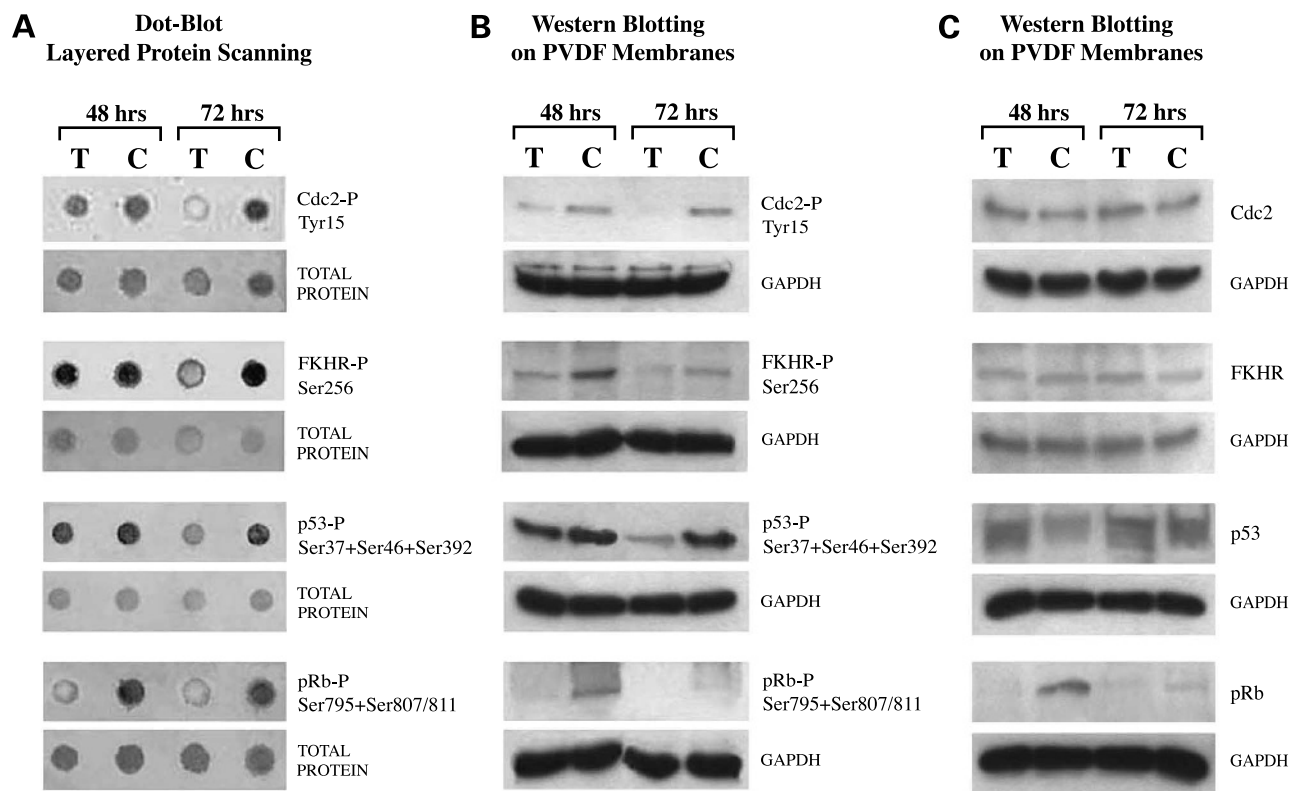 A
Dot-Blot
Layered Protein Scanning
48 hrs
72 hrs
T
C
T
C
Cdc2-P
Tyr15
TOTAL
PROTEIN
FKHR-P
Ser256
TOTAL
PROTEIN
p53-P
Ser37+Ser46+Ser392
TOTAL
PROTEIN
pRb-P
Ser795+Ser807/811
TOTAL
PROTEIN
B
Western Blotting
on PVDF Membranes
48 hrs
72 hrs
T
C
T
C
Cdc2-P
Tyr15
GAPDH
FKHR-P
Ser256
GAPDH
p53-P
Ser37+Ser46+Ser392
GAPDH
pRb-P
Ser795+Ser807/811
GAPDH
C
Western Blotting
on PVDF Membranes
48 hrs
72 hrs
T
C
T
C
Cdc2
GAPDH
FKHR
GAPDH
p53
GAPDH
pRb
GAPDH